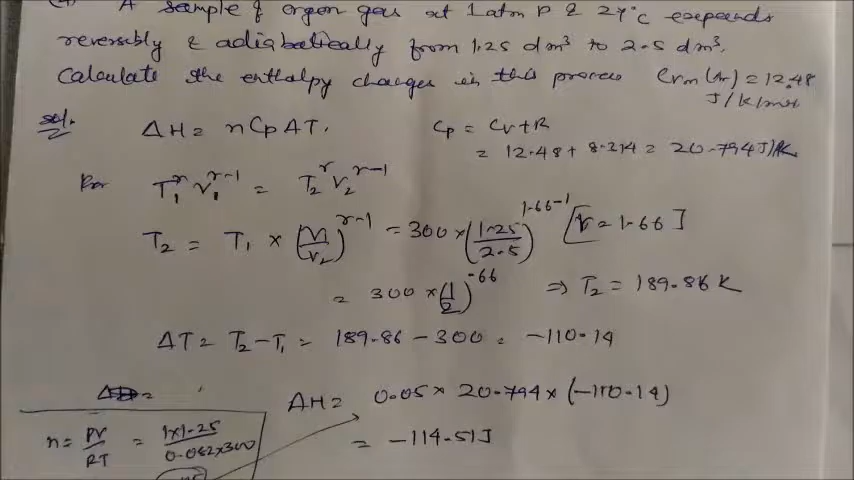 A sample of argon gas at 1 atm P & 27°C expands
reversibly & adiabatically from 1.25 dm³ to 2.5 dm³.
Calculate the enthalpy changes in this process Cvm(Ar) = 12.48
J/K/mol
Sol.
ΔH = nCpΔT,
Cp = Cv+R
= 12.48 + 8.314 = 20.794 J/K
For T₁^r V₁^r-1 = T₂^r V₂^r-1
T₂ = T₁ × (V₁/V₂)^r-1 = 300 × (1.25/2.5)^1.66-1 [r = 1.66]
= 300 × (1/2)^.66 ⇒ T₂ = 189.86 K
ΔT = T₂ - T₁ = 189.86 - 300 = -110.14
ΔH = 0.05 × 20.794 × (-110.14)
= -114.51 J
n = PV/RT = 1×1.25/0.082×300